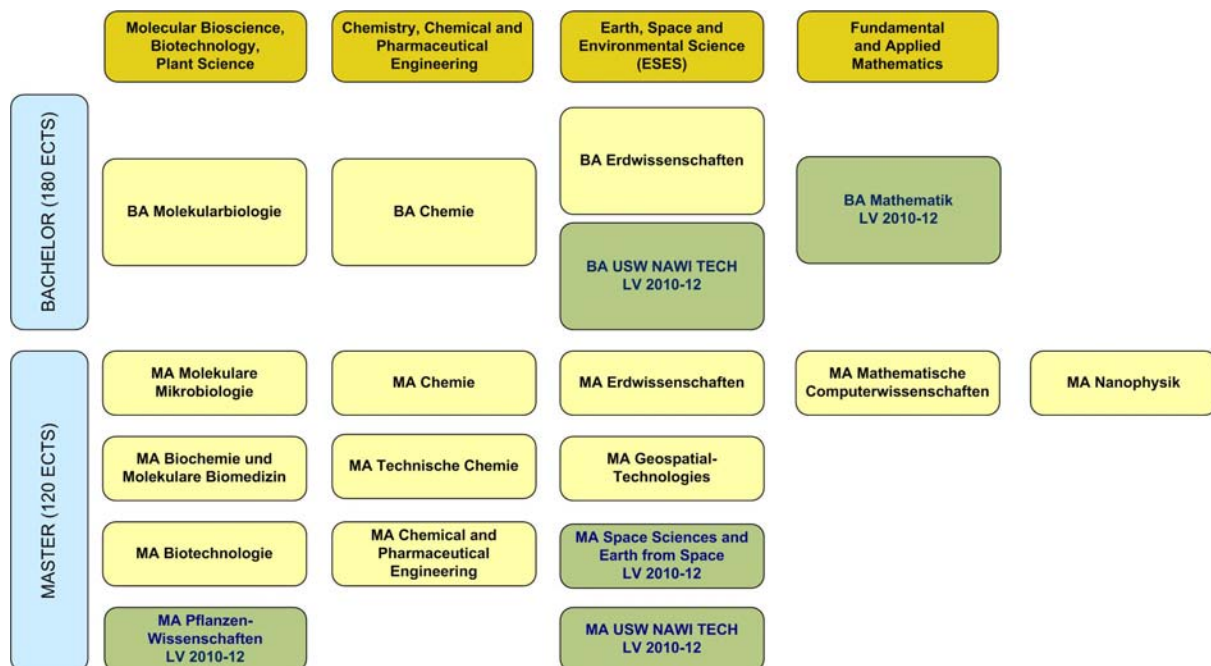 Molecular Bioscience,
Biotechnology,
Plant Science
Chemistry, Chemical and
Pharmaceutical
Engineering
Earth, Space and
Environmental Science
(ESES)
Fundamental
and Applied
Mathematics
BACHELOR (180 ECTS)
BA Molekularbiologie
BA Chemie
BA Erdwissenschaften
BA USW NAWI TECH
LV 2010-12
BA Mathematik
LV 2010-12
MASTER (120 ECTS)
MA Molekulare
Mikrobiologie
MA Chemie
MA Erdwissenschaften
MA Mathematische
Computerwissenschaften
MA Nanophysik
MA Biochemie und
Molekulare Biomedizin
MA Technische Chemie
MA Geospatial-
Technologies
MA Biotechnologie
MA Chemical and
Pharmaceutical
Engineering
MA Space Sciences and
Earth from Space
LV 2010-12
MA Pflanzen-
Wissenschaften
LV 2010-12
MA USW NAWI TECH
LV 2010-12